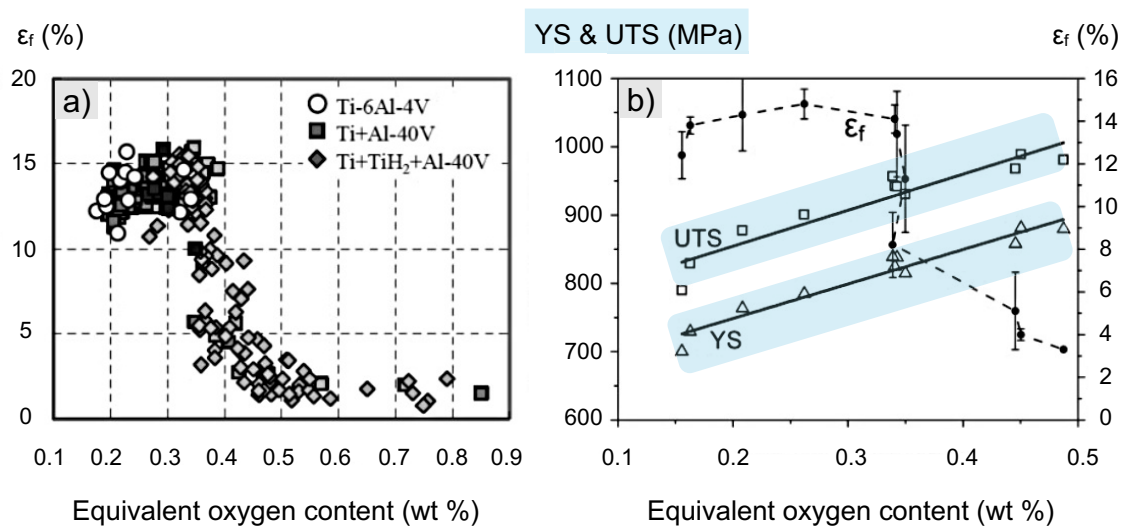 εf (%)
YS & UTS (MPa)
εf (%)
a)
20
15
10
5
0
0.1 0.2 0.3 0.4 0.5 0.6 0.7 0.8 0.9
Ti-6Al-4V
Ti+Al-40V
Ti+TiH2+Al-40V
Equivalent oxygen content (wt %)
b)
1100
1000
900
800
700
600
εf
UTS
YS
16
14
12
10
8
6
4
2
0
0.1 0.2 0.3 0.4 0.5
Equivalent oxygen content (wt %)